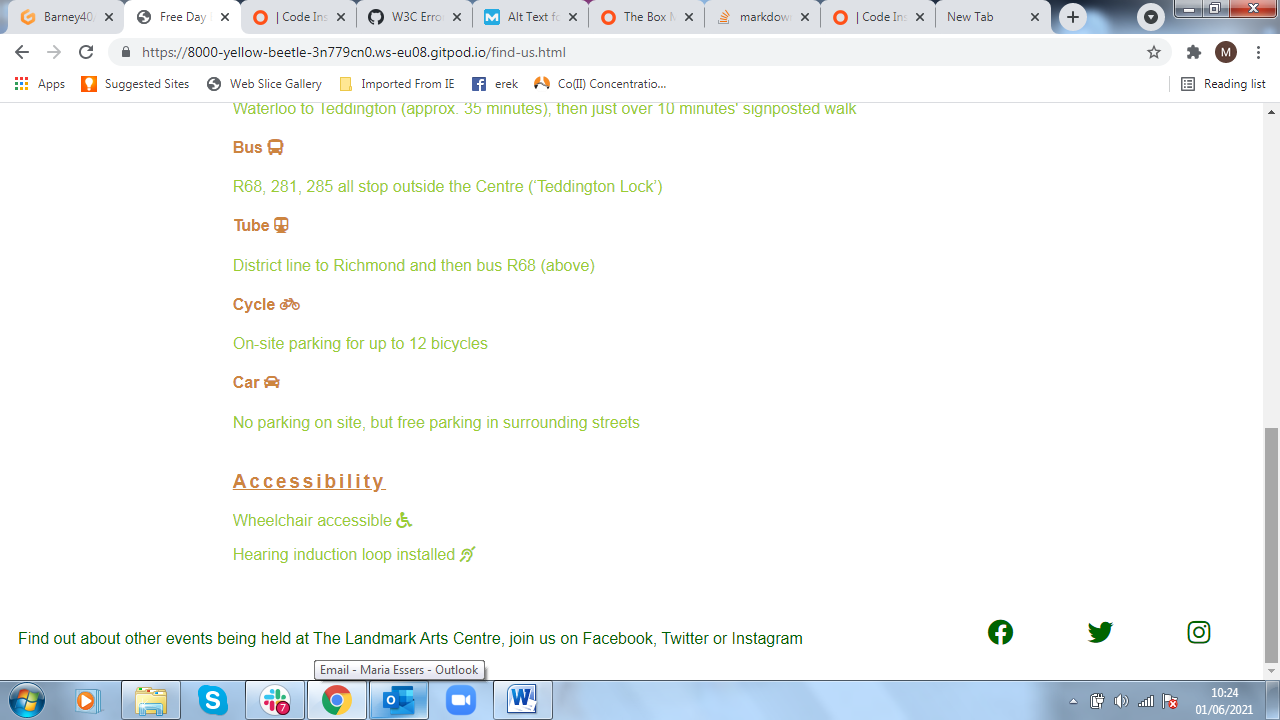 Barney40
Free Day
| Code Ins
W3C Erro
Alt Text fo
The Box M
markdow
| Code Ins
New Tab
https://8000-yellow-beetle-3n779cn0.ws-eu08.gitpod.io/find-us.html
M
Apps
Suggested Sites
Web Slice Gallery
Imported From IE
erek
Co(II) Concentratio...
Reading list
Waterloo to Teddington (approx. 35 minutes), then just over 10 minutes' signposted walk
Bus
R68, 281, 285 all stop outside the Centre (‘Teddington Lock’)
Tube
District line to Richmond and then bus R68 (above)
Cycle
On-site parking for up to 12 bicycles
Car
No parking on site, but free parking in surrounding streets
Accessibility
Wheelchair accessible
Hearing induction loop installed
Find out about other events being held at The Landmark Arts Centre, join us on Facebook, Twitter or Instagram
Email - Maria Essers - Outlook
7
10:24
01/06/2021